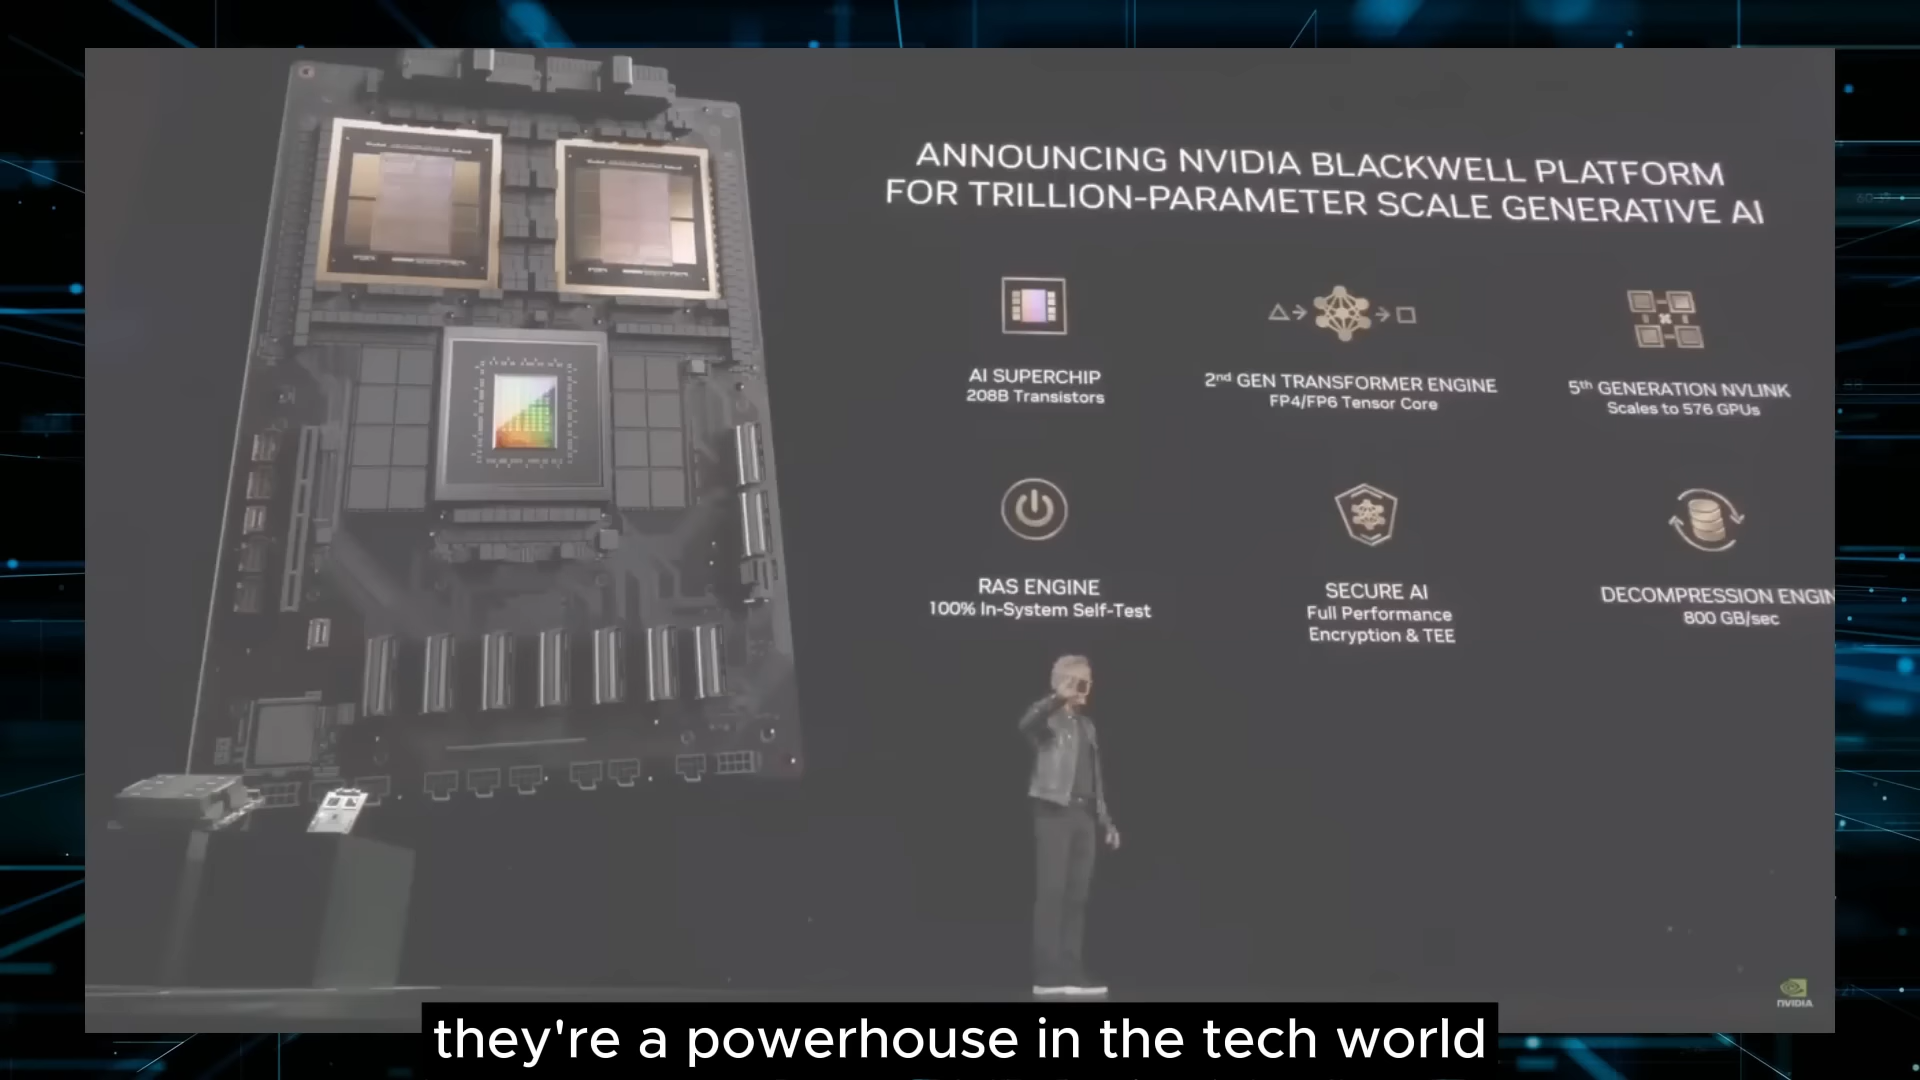 ANNOUNCING NVIDIA BLACKWELL PLATFORM
FOR TRILLION-PARAMETER SCALE GENERATIVE AI
AI SUPERCHIP
208B Transistors
2nd GEN TRANSFORMER ENGINE
FP4/FP6 Tensor Core
5th GENERATION NVLINK
Scales to 576 GPUs
RAS ENGINE
100% In-System Self-Test
SECURE AI
Full Performance
Encryption & TEE
DECOMPRESSION ENGIN
800 GB/sec
NVIDIA
they're a powerhouse in the tech world